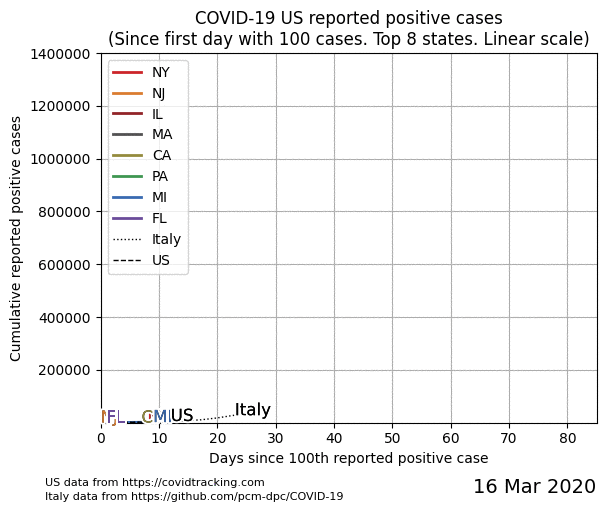 COVID-19 US reported positive cases
(Since first day with 100 cases. Top 8 states. Linear scale)
1400000
1200000
1000000
800000
600000
400000
200000
Cumulative reported positive cases
NY
NJ
IL
MA
CA
PA
MI
FL
Italy
US
FL
MI
US
Italy
0 10 20 30 40 50 60 70 80
Days since 100th reported positive case
US data from https://covidtracking.com
Italy data from https://github.com/pcm-dpc/COVID-19
16 Mar 2020